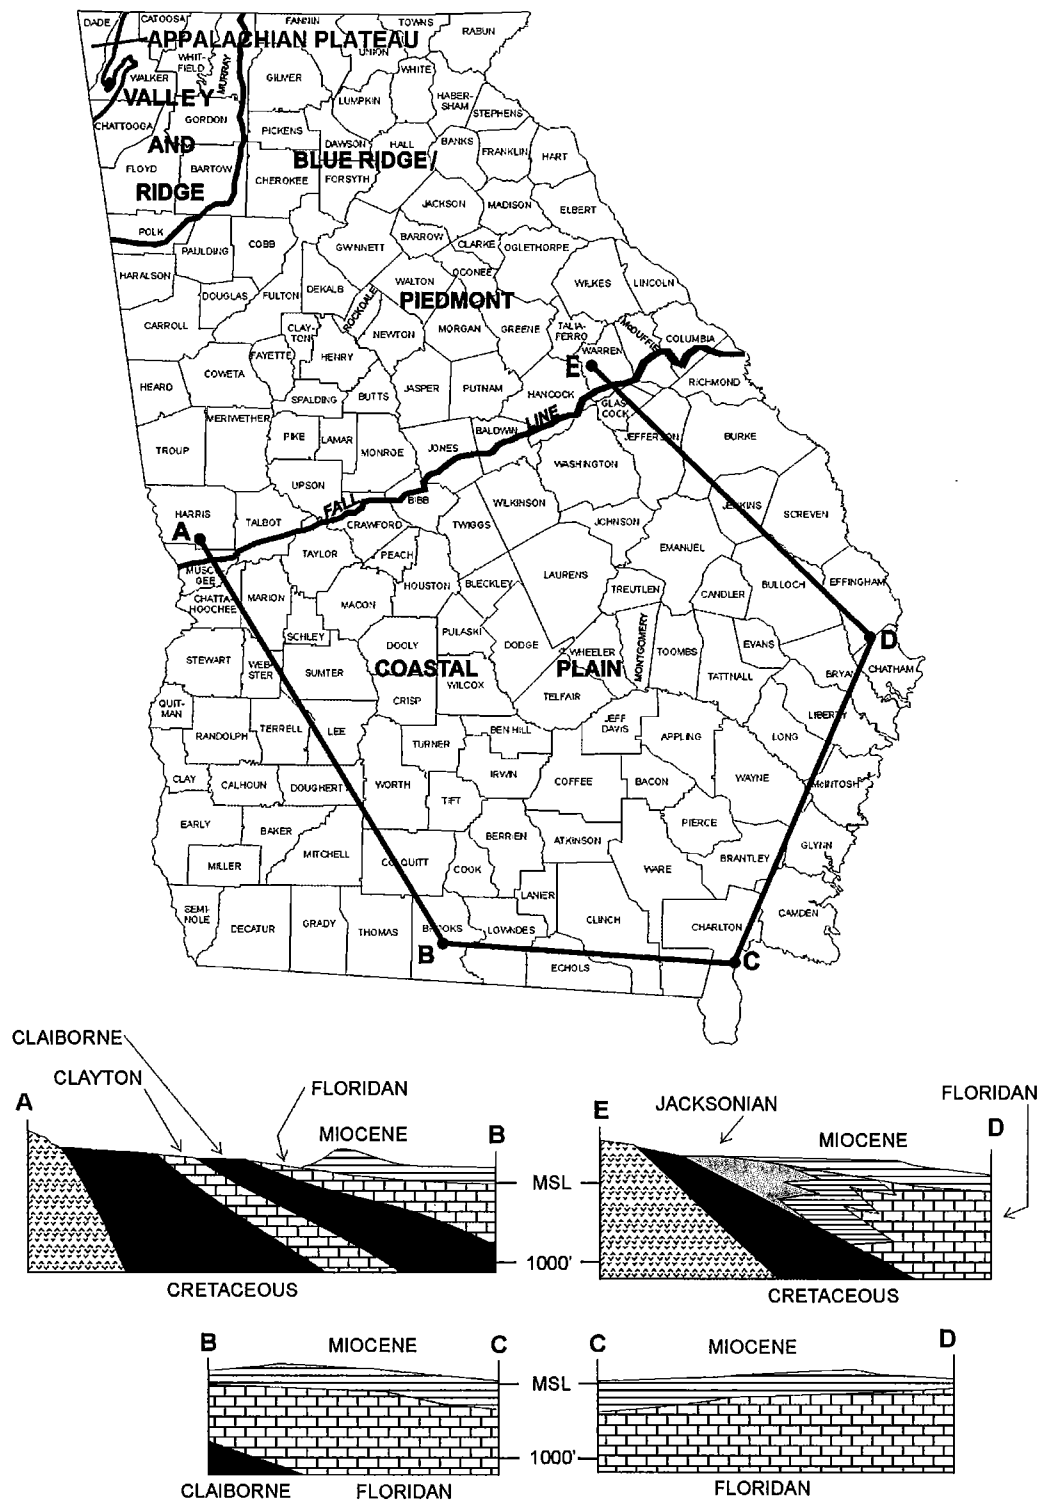 DADE
CATOOSA
FANNIN
TOWNS
RABUN
APPALACHIAN PLATEAU
UNION
WHIT-
FIELD
MURRAY
WALKER
GILMER
WHITE
VALLEY
LUMPKIN
HABER-
SHAM
STEPHENS
CHATTOOGA
GORDON
PICKENS
DAWSON
HALL
BANKS
FRANKLIN
HART
AND
BLUE RIDGE/
FLOYD
BARTOW
CHEROKEE
FORSYTH
RIDGE
JACKSON
MADISON
ELBERT
POLK
PAULDING
COBB
GWINNETT
BARROW
CLARKE
OGLETHORPE
HARALSON
DOUGLAS
FULTON
DEKALB
ROCKDALE
WALTON
OCONEE
WILKES
LINCOLN
PIEDMONT
CARROLL
CLAY-
TON
NEWTON
MORGAN
GREENE
TALIA-
FERRO
McDUFFIE
COLUMBIA
WARREN
FAYETTE
HENRY
E
HEARD
COWETA
SPALDING
BUTTS
JASPER
PUTNAM
HANCOCK
GLAS-
COCK
RICHMOND
MERIWETHER
PIKE
LAMAR
MONROE
JONES
BALDWIN
LINE
JEFFERSON
BURKE
TROUP
UPSON
WASHINGTON
HARRIS
TALBOT
FALL
BIBB
WILKINSON
JENKINS
SCREVEN
A
CRAWFORD
TWIGGS
JOHNSON
MUSCO-
GEE
TAYLOR
PEACH
EMANUEL
CHATTA-
HOOCHEE
MARION
MACON
HOUSTON
BLECKLEY
LAURENS
TREUTLEN
CANDLER
BULLOCH
EFFINGHAM
SCHLEY
DOOLY
PULASKI
DODGE
WHEELER
MONTGOMERY
TOOMBS
EVANS
D
STEWART
WEB-
STER
SUMTER
COASTAL
PLAIN
TATTNALL
BRYAN
CHATHAM
CRISP
WILCOX
TELFAIR
QUIT-
MAN
RANDOLPH
TERRELL
LEE
TURNER
BEN HILL
JEFF
DAVIS
APPLING
LONG
LIBERTY
CLAY
CALHOUN
DOUGHERTY
WORTH
TIFT
IRWIN
COFFEE
BACON
WAYNE
McINTOSH
EARLY
BAKER
MITCHELL
BERRIEN
ATKINSON
PIERCE
MILLER
COLQUITT
COOK
WARE
BRANTLEY
GLYNN
SEMI-
NOLE
DECATUR
GRADY
THOMAS
BROOKS
LOWNDES
LANIER
CLINCH
CHARLTON
CAMDEN
B
ECHOLS
C
CLAIBORNE
CLAYTON
FLORIDAN
A
MIOCENE
B
MSL
1000'
CRETACEOUS
FLORIDAN
JACKSONIAN
E
MIOCENE
D
CRETACEOUS
B
MIOCENE
C
MSL
1000'
CLAIBORNE
FLORIDAN
C
MIOCENE
D
FLORIDAN